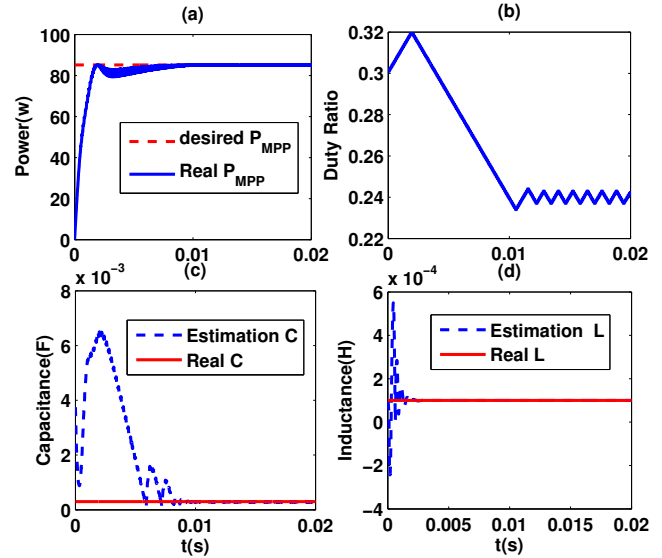 (a)
Power(w)
100
80
60
40
20
0
desired P_MPP
Real P_MPP
0
0.01
0.02
(b)
Duty Ratio
0.32
0.3
0.28
0.26
0.24
0.22
0
0.01
0.02
(c)
x 10^−3
Capacitance(F)
8
6
4
2
0
Estimation C
Real C
0
0.01
0.02
t(s)
(d)
x 10^−4
Inductance(H)
6
4
2
0
−2
−4
Estimation L
Real L
0
0.005
0.01
0.015
0.02
t(s)